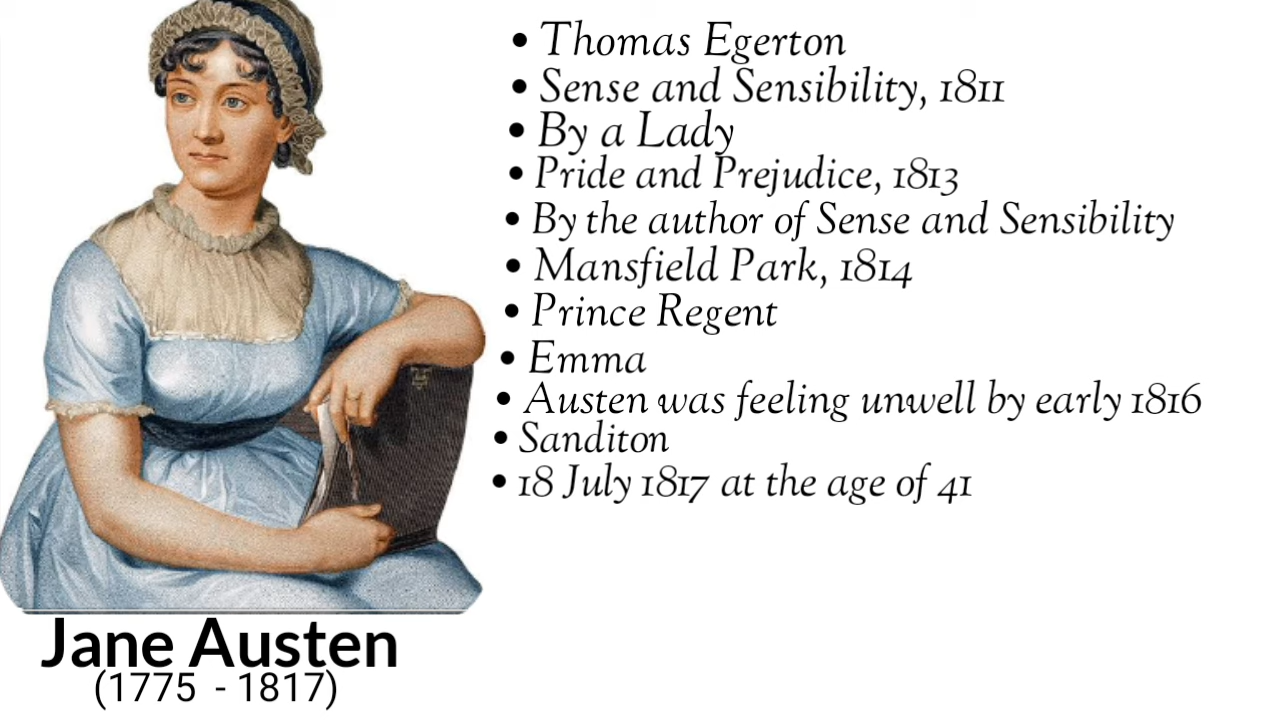 • Thomas Egerton
• Sense and Sensibility, 1811
• By a Lady
• Pride and Prejudice, 1813
• By the author of Sense and Sensibility
• Mansfield Park, 1814
• Prince Regent
• Emma
• Austen was feeling unwell by early 1816
• Sanditon
• 18 July 1817 at the age of 41
Jane Austen
(1775 - 1817)